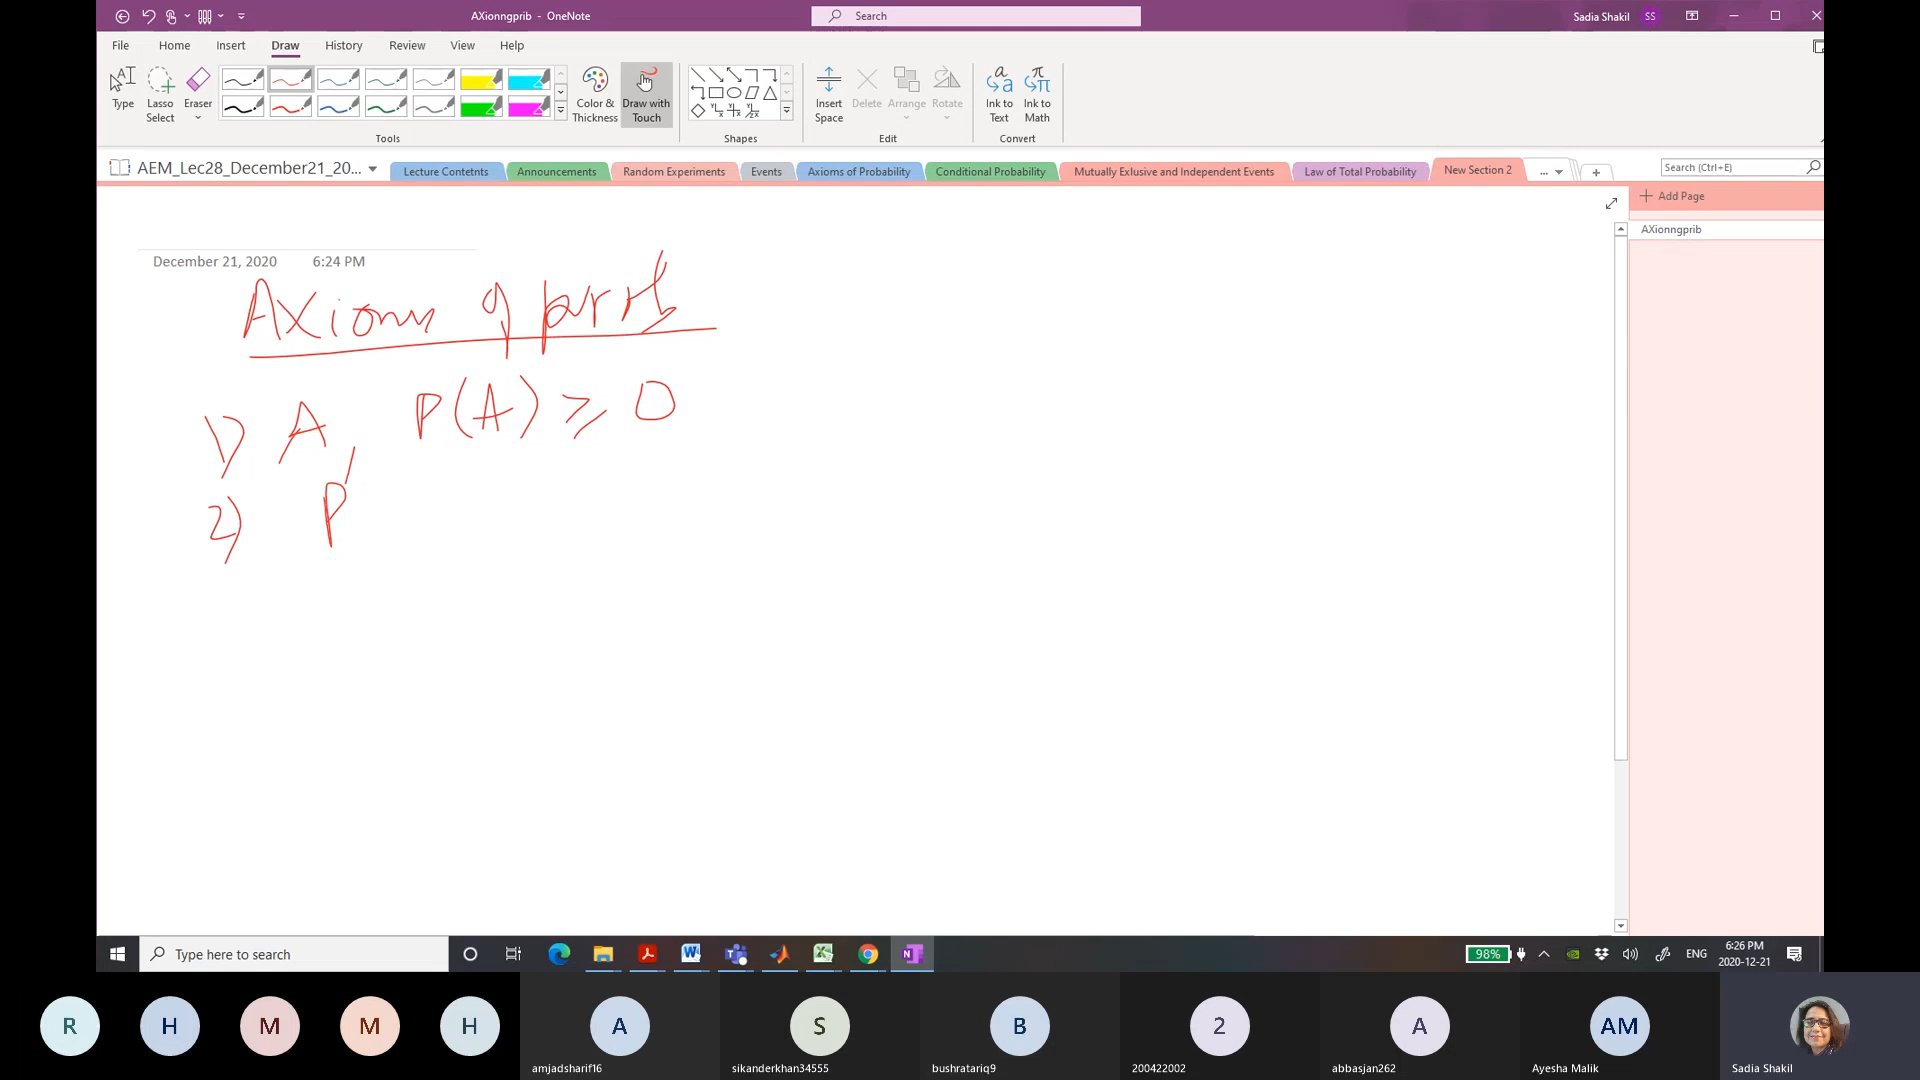 AXionngprib - OneNote
Search
Sadia Shakil SS
File Home Insert Draw History Review View Help
Type
Lasso Select
Eraser
Color & Thickness
Draw with Touch
Insert Space
Delete
Arrange
Rotate
Ink to Text
Ink to Math
Tools
Shapes
Edit
Convert
AEM_Lec28_December21_20...
Lecture Contetnts
Announcements
Random Experiments
Events
Axioms of Probability
Conditional Probability
Mutually Exlusive and Independent Events
Law of Total Probability
New Section 2
...
Search (Ctrl+E)
Add Page
AXionngprib
December 21, 2020 6:24 PM
Axioms of prob
1) A, P(A) ≥ 0
2) P
Type here to search
98%
ENG
6:26 PM
2020-12-21
R H M M H A S B 2 A AM
amjadsharif16
sikanderkhan34555
bushratariq9
200422002
abbasjan262
Ayesha Malik
Sadia Shakil